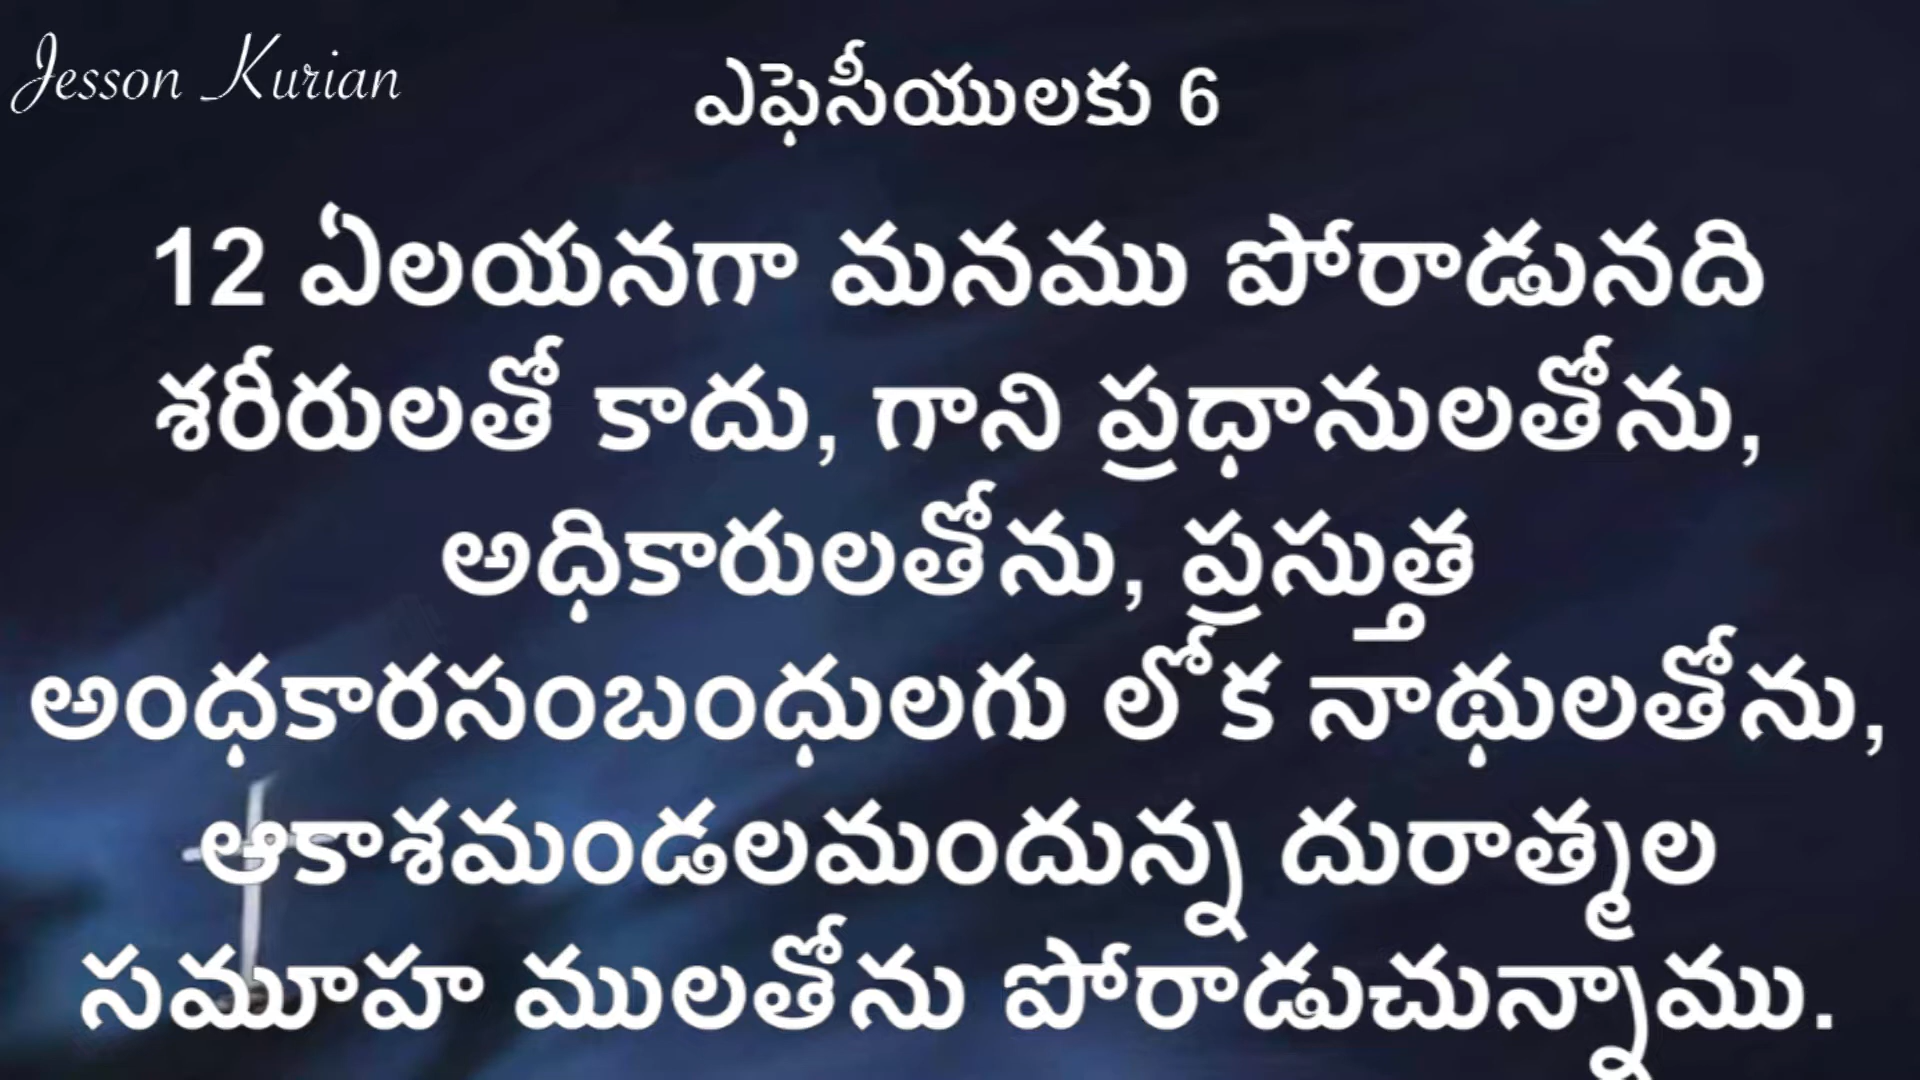 Jesson Kurian
ఎఫెసీయులకు 6
12 ఏలయనగా మనము పోరాడునది
శరీరులతో కాదు, గాని ప్రధానులతోను,
అధికారులతోను, ప్రస్తుత
అంధకారసంబంధులగు లోక నాథులతోను,
ఆకాశమండలమందున్న దురాత్మల
సమూహ ములతోను పోరాడుచున్నాము.